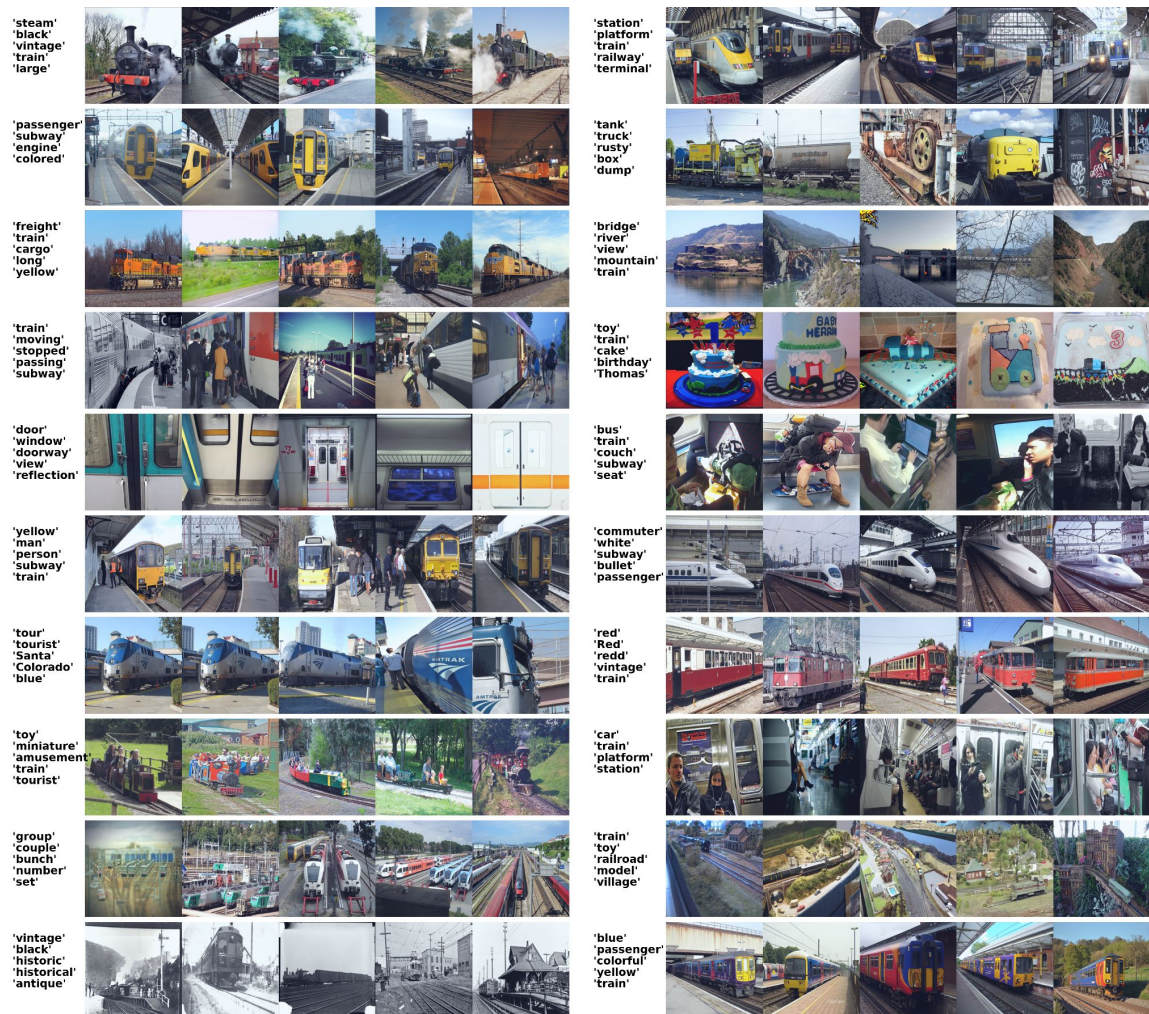 'steam'
'black'
'vintage'
'train'
'large'
'station'
'platform'
'train'
'railway'
'terminal'
'passenger'
'subway'
'engine'
'colored'
'tank'
'truck'
'rusty'
'box'
'dump'
'freight'
'train'
'cargo'
'long'
'yellow'
'bridge'
'river'
'view'
'mountain'
'train'
'train'
'moving'
'stopped'
'passing'
'subway'
'toy'
'train'
'cake'
'birthday'
'Thomas'
BABY
'door'
'window'
'doorway'
'view'
'reflection'
'bus'
'train'
'couch'
'subway'
'seat'
'yellow'
'man'
'person'
'subway'
'train'
'commuter'
'white'
'subway'
'bullet'
'passenger'
'tour'
'tourist'
'Santa'
'Colorado'
'blue'
AMTRAK
AMTRAK
'red'
'Red'
'redd'
'vintage'
'train'
'toy'
'miniature'
'amusement'
'train'
'tourist'
'car'
'train'
'platform'
'station'
'group'
'couple'
'bunch'
'number'
'set'
'train'
'toy'
'railroad'
'model'
'village'
'vintage'
'black'
'historic'
'historical'
'antique'
'blue'
'passenger'
'colorful'
'yellow'
'train'